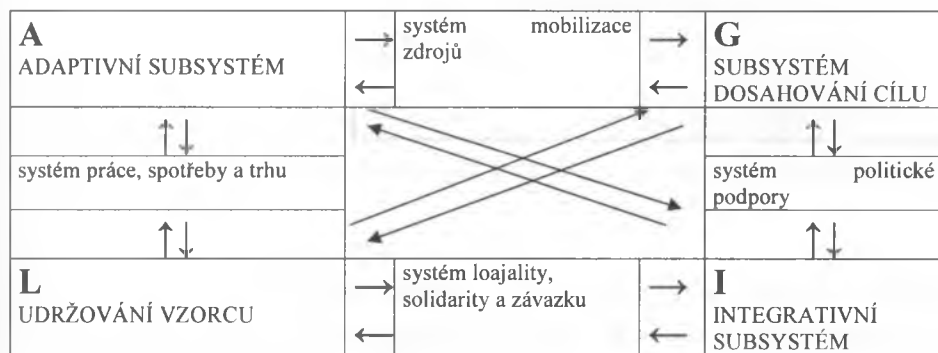 A
ADAPTIVNÍ SUBSYSTÉM
systém mobilizace
zdrojů
G
SUBSYSTÉM
DOSAHOVÁNÍ CÍLU
systém práce, spotřeby a trhu
systém politické
podpory
L
UDRŽOVÁNÍ VZORCU
systém loajality,
solidarity a závazku
I
INTEGRATIVNÍ
SUBSYSTÉM